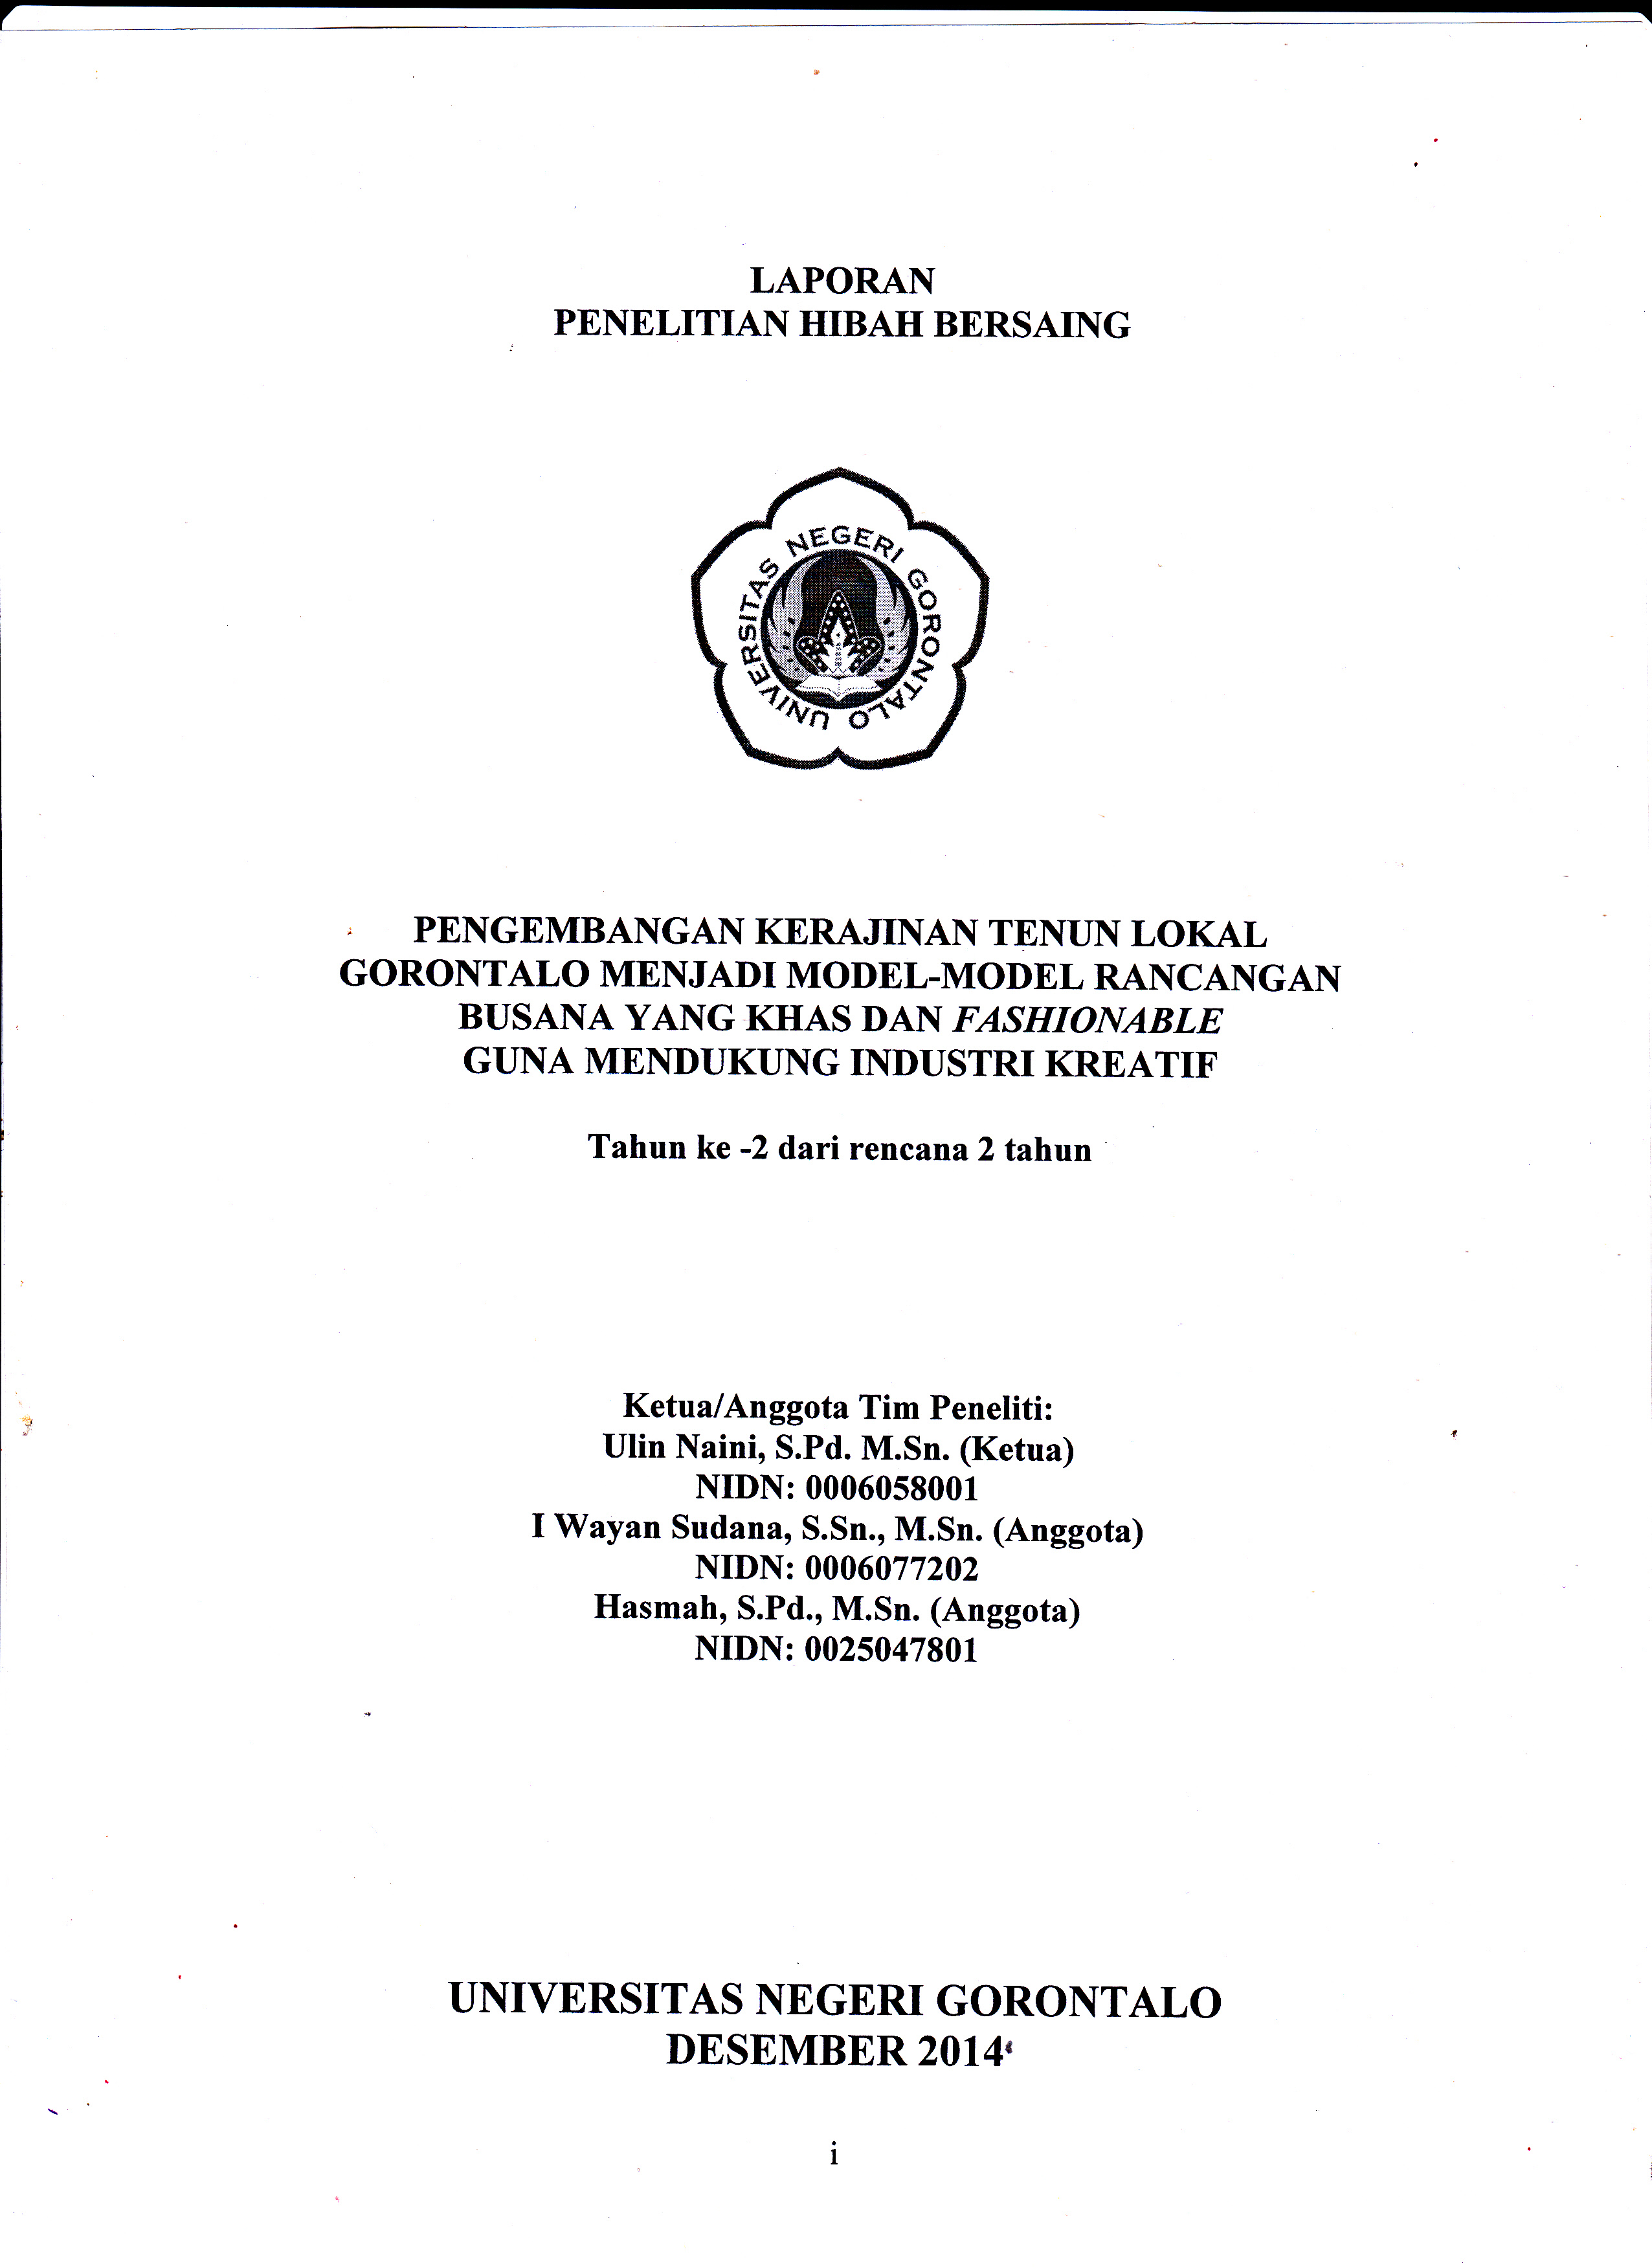 LAPORAN
PENELITIAN HIBAH BERSAING
UNIVERSITAS NEGERI GORONTALO
PENGEMBANGAN KERAJINAN TENUN LOKAL
GORONTALO MENJADI MODEL-MODEL RANCANGAN
BUSANA YANG KHAS DAN FASHIONABLE
GUNA MENDUKUNG INDUSTRI KREATIF
Tahun ke -2 dari rencana 2 tahun
Ketua/Anggota Tim Peneliti:
Ulin Naini, S.Pd. M.Sn. (Ketua)
NIDN: 0006058001
I Wayan Sudana, S.Sn., M.Sn. (Anggota)
NIDN: 0006077202
Hasmah, S.Pd., M.Sn. (Anggota)
NIDN: 0025047801
UNIVERSITAS NEGERI GORONTALO
DESEMBER 2014
i